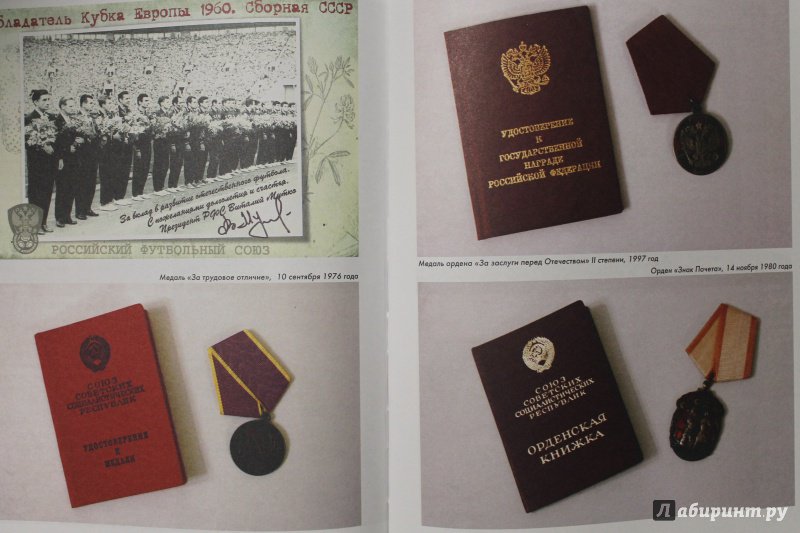 бладатель Кубка Европы 1960. Сборная СССР
За вклад в развитие отечественного футбола.
С пожеланиями долголетия и счастья.
Президент РФС Виталий Мутко
РОССИЙСКИЙ ФУТБОЛЬНЫЙ СОЮЗ
Медаль «За трудовое отличие», 10 сентября 1976 года
СОЮЗ
СОВЕТСКИХ
СОЦИАЛИСТИЧЕСКИХ
РЕСПУБЛИК
УДОСТОВЕРЕНИЕ
К
МЕДАЛИ
УДОСТОВЕРЕНИЕ
К
ГОСУДАРСТВЕННОЙ
НАГРАДЕ
РОССИЙСКОЙ ФЕДЕРАЦИИ
Медаль ордена «За заслуги перед Отечеством» II степени, 1997 год
Орден «Знак Почета», 14 ноября 1980 года
СОЮЗ
СОВЕТСКИХ
СОЦИАЛИСТИЧЕСКИХ
РЕСПУБЛИК
ОРДЕНСКАЯ
КНИЖКА
Лабиринт.ру